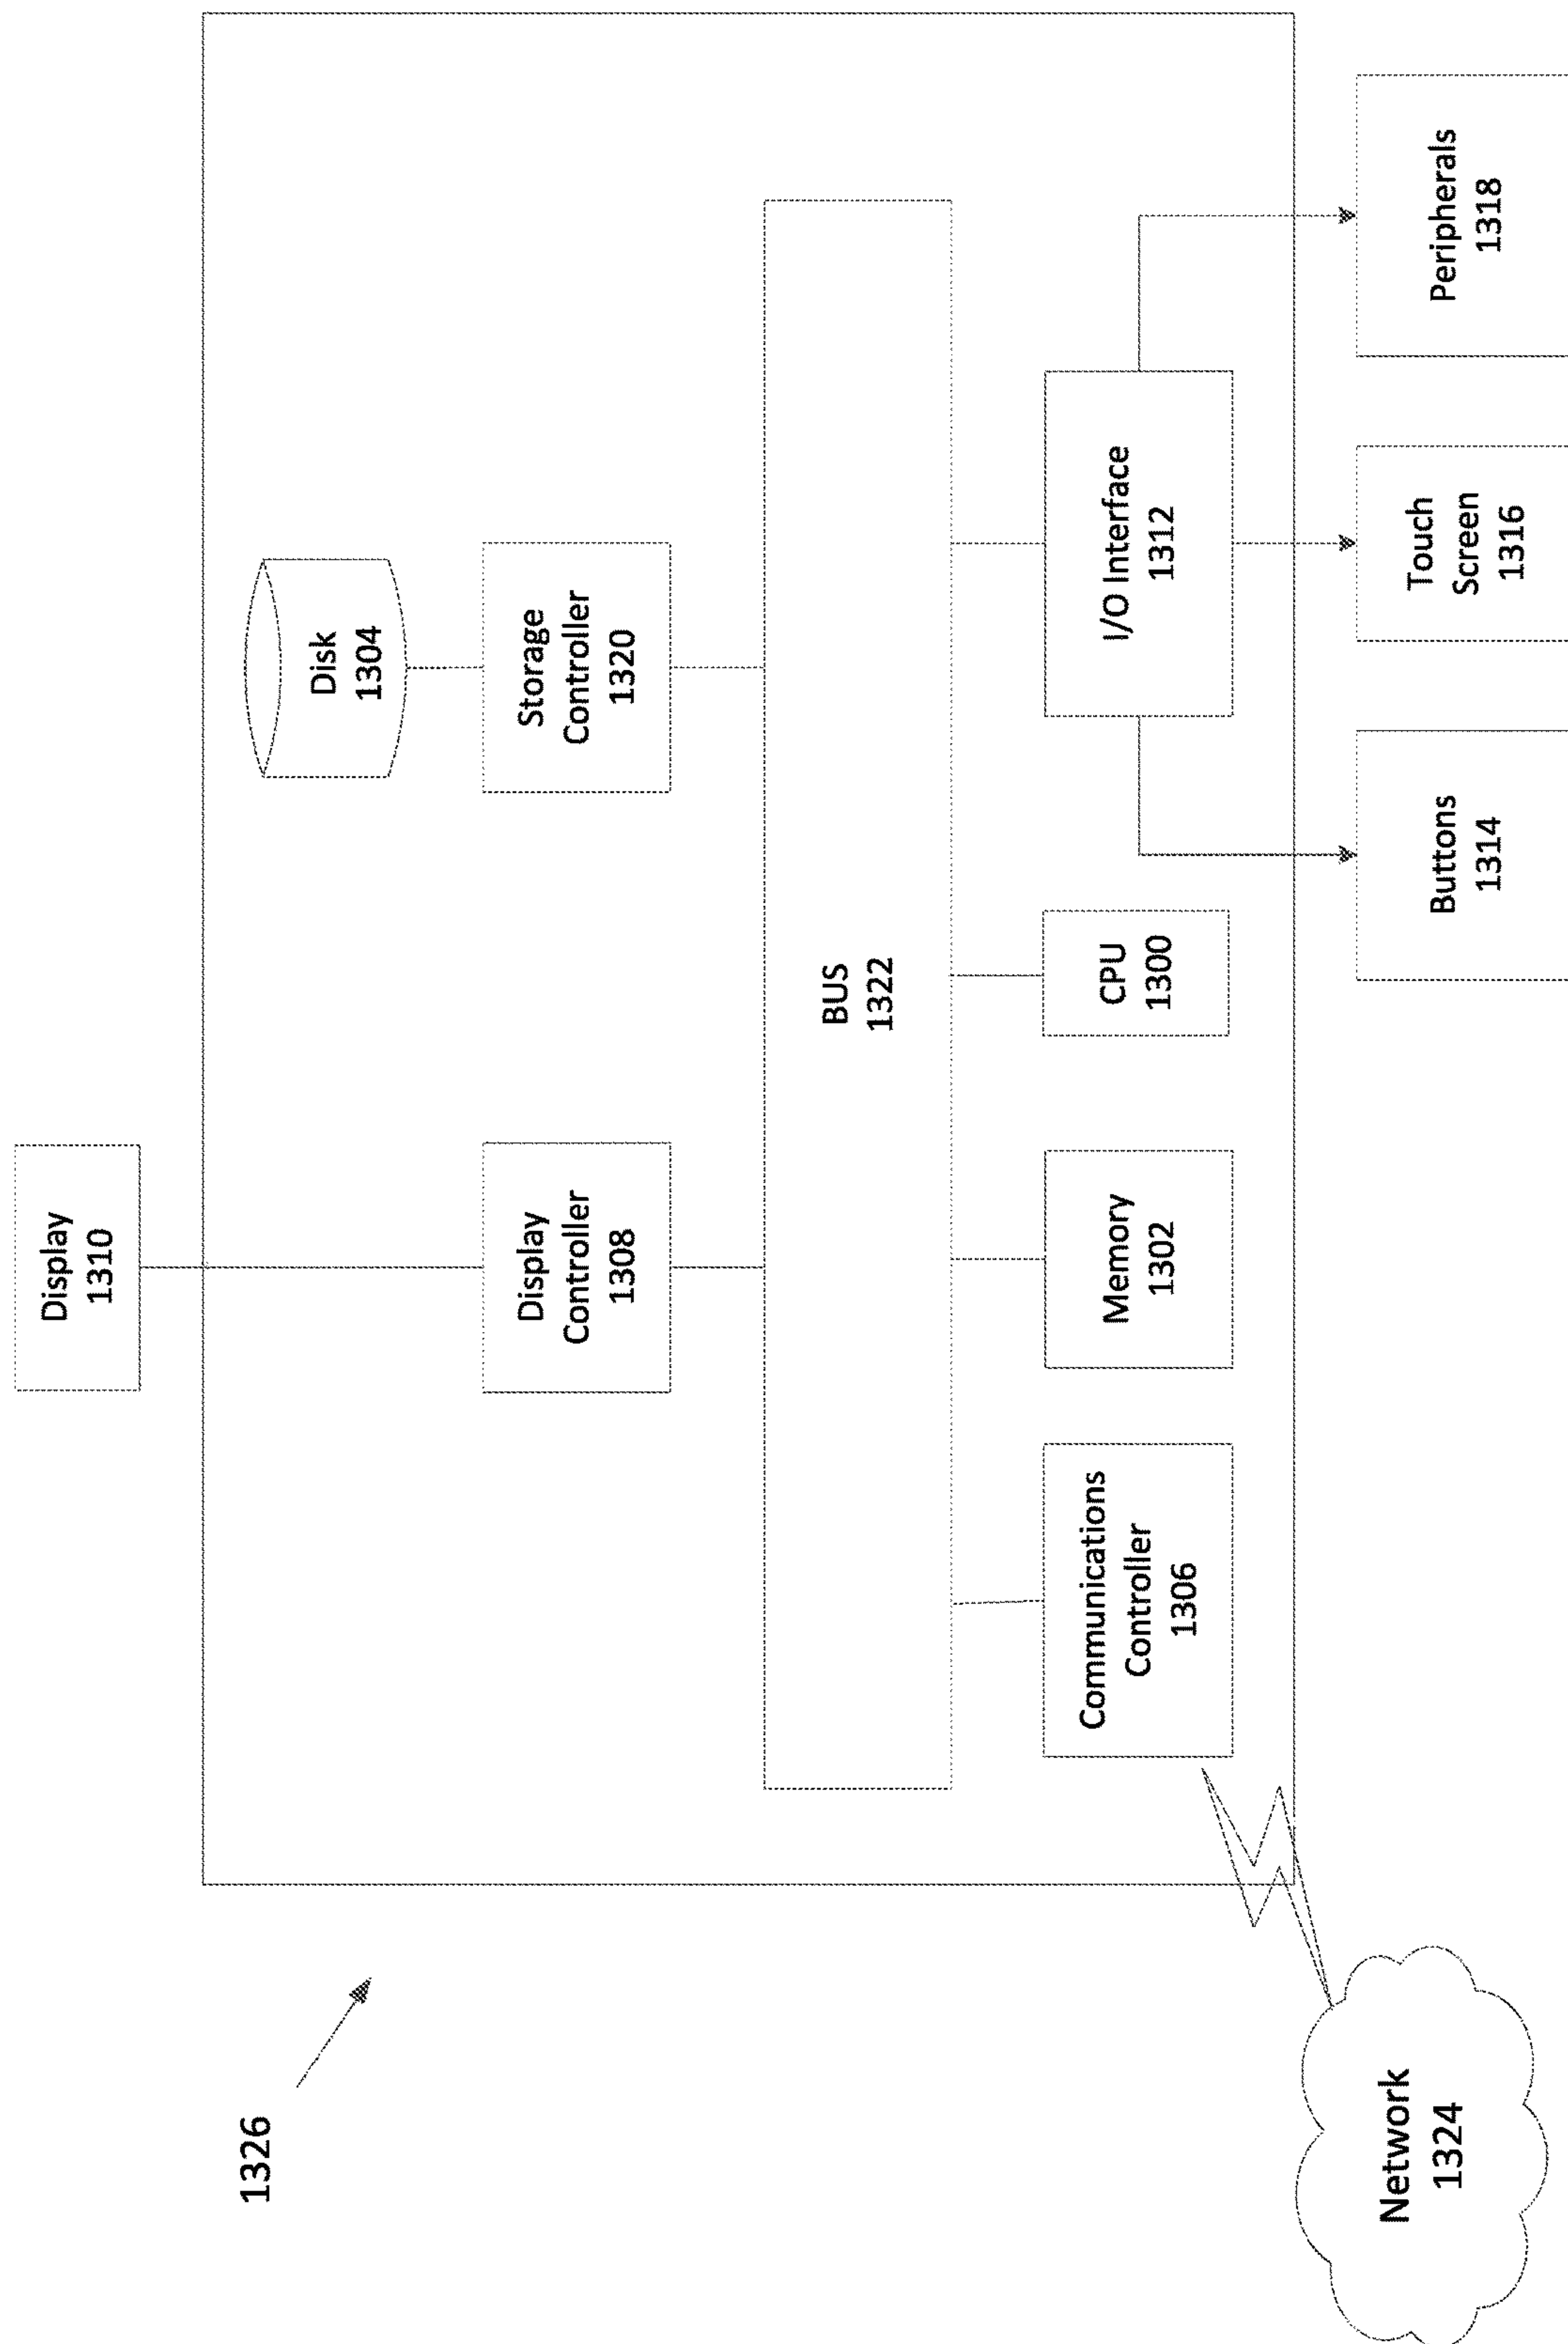 1326
Display
1310
Disk
1304
Display
Controller
1308
Storage
Controller
1320
BUS
1322
Communications
Controller
1306
Memory
1302
CPU
1300
I/O Interface
1312
Network
1324
Buttons
1314
Touch
Screen
1316
Peripherals
1318